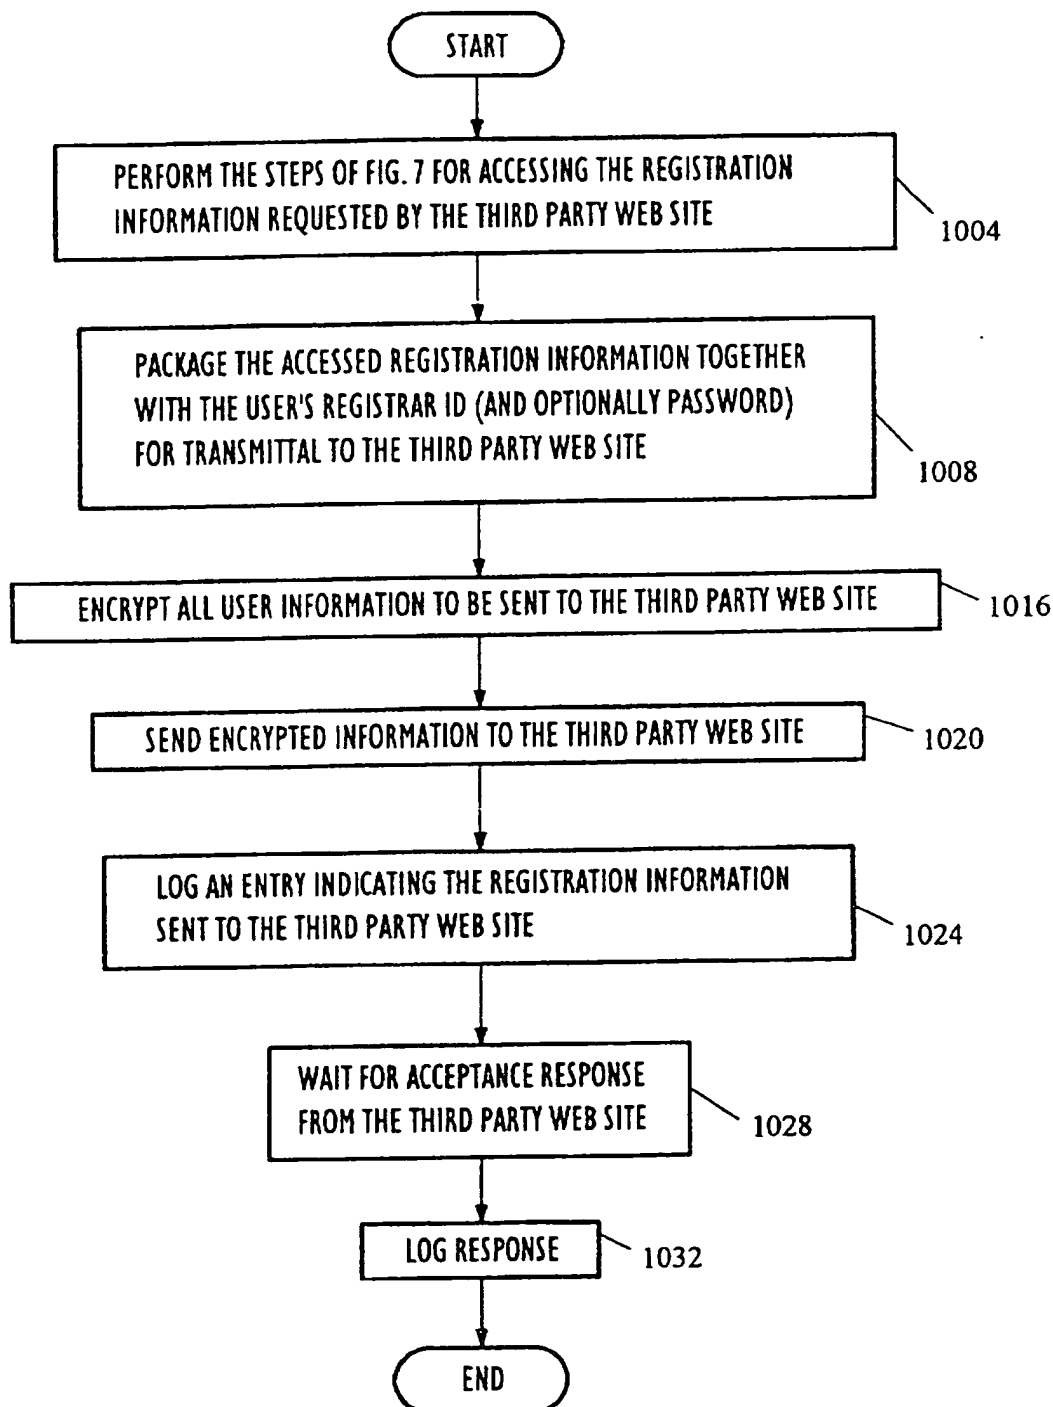 START
PERFORM THE STEPS OF FIG. 7 FOR ACCESSING THE REGISTRATION
INFORMATION REQUESTED BY THE THIRD PARTY WEB SITE
1004
PACKAGE THE ACCESSED REGISTRATION INFORMATION TOGETHER
WITH THE USER'S REGISTRAR ID (AND OPTIONALLY PASSWORD)
FOR TRANSMITTAL TO THE THIRD PARTY WEB SITE
1008
ENCRYPT ALL USER INFORMATION TO BE SENT TO THE THIRD PARTY WEB SITE
1016
SEND ENCRYPTED INFORMATION TO THE THIRD PARTY WEB SITE
1020
LOG AN ENTRY INDICATING THE REGISTRATION INFORMATION
SENT TO THE THIRD PARTY WEB SITE
1024
WAIT FOR ACCEPTANCE RESPONSE
FROM THE THIRD PARTY WEB SITE
1028
LOG RESPONSE
1032
END